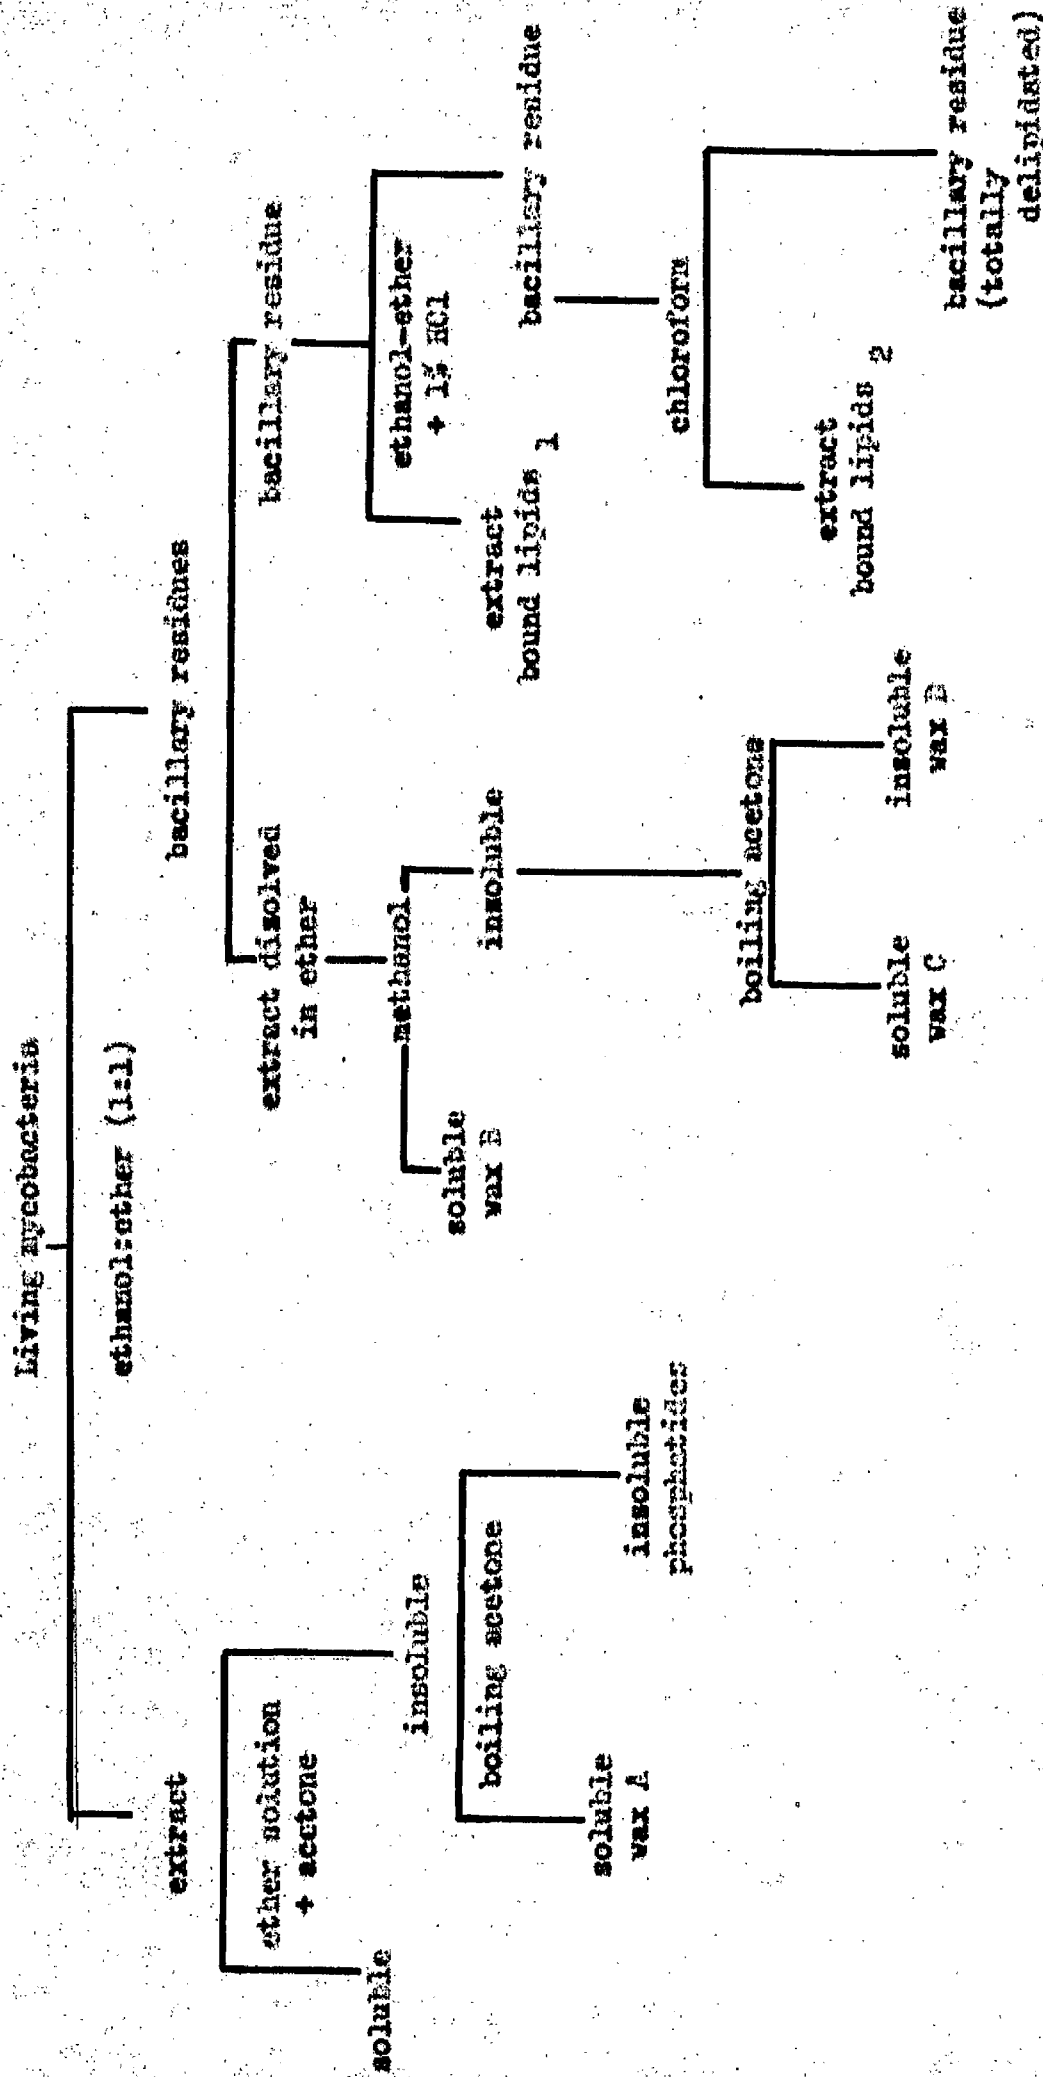 Living mycobacteria
ethanol:ether (1:1)
extract
bacillary residues
ether solution
+ acetone
extract disolved
in ether
bacillary residue
soluble
insoluble
methanol
ethanol-ether
+ 1% HCl
boiling acetone
soluble
wax B
insoluble
extract
bound lipids 1
bacillary residue
soluble
wax A
insoluble
phosphatides
boiling acetone
chloroform
soluble
wax C
insoluble
wax D
extract
bound lipids 2
bacillary residue
(totally
delipidated)